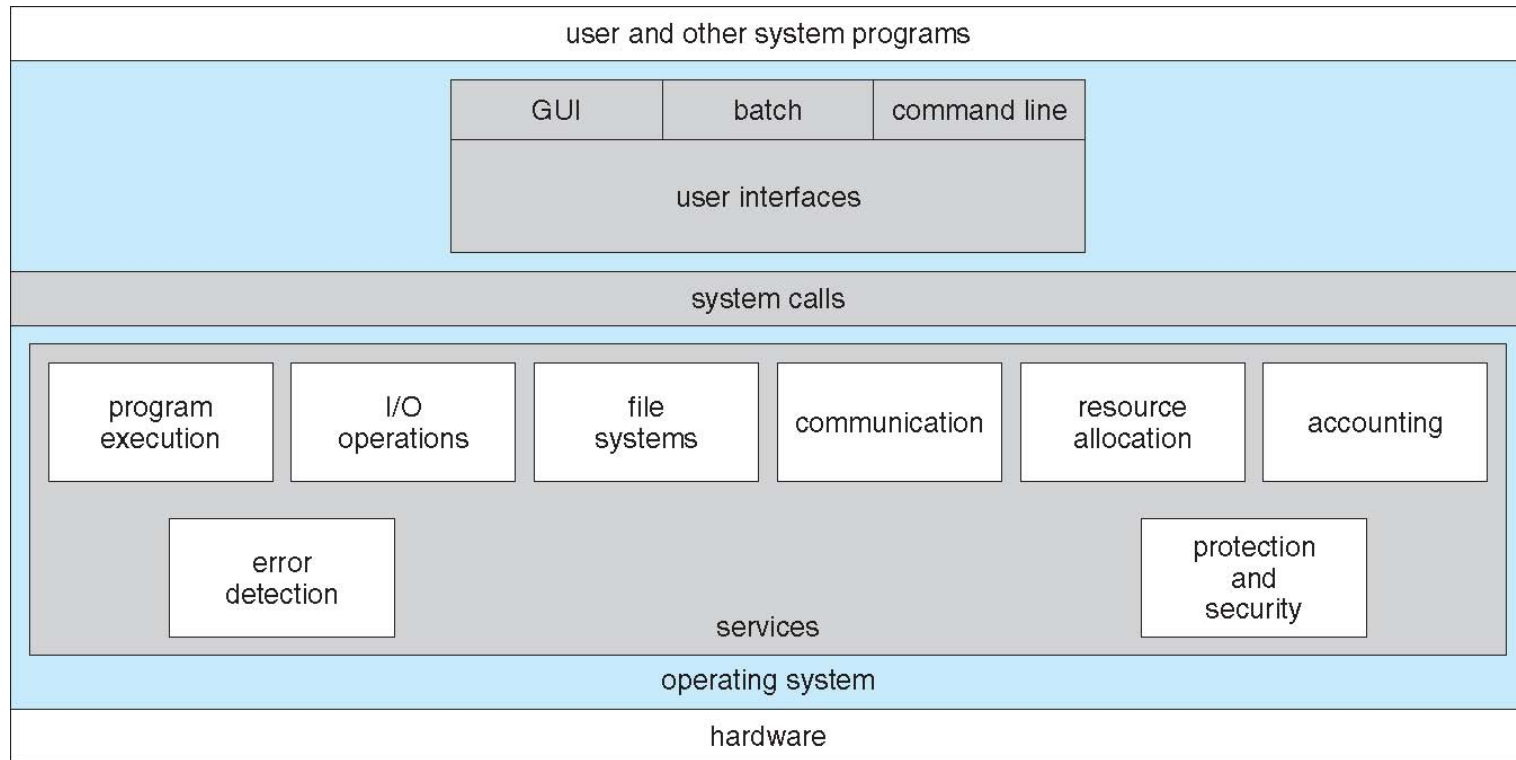 user and other system programs
GUI
batch
command line
user interfaces
system calls
program
execution
I/O
operations
file
systems
communication
resource
allocation
accounting
error
detection
protection
and
security
services
operating system
hardware